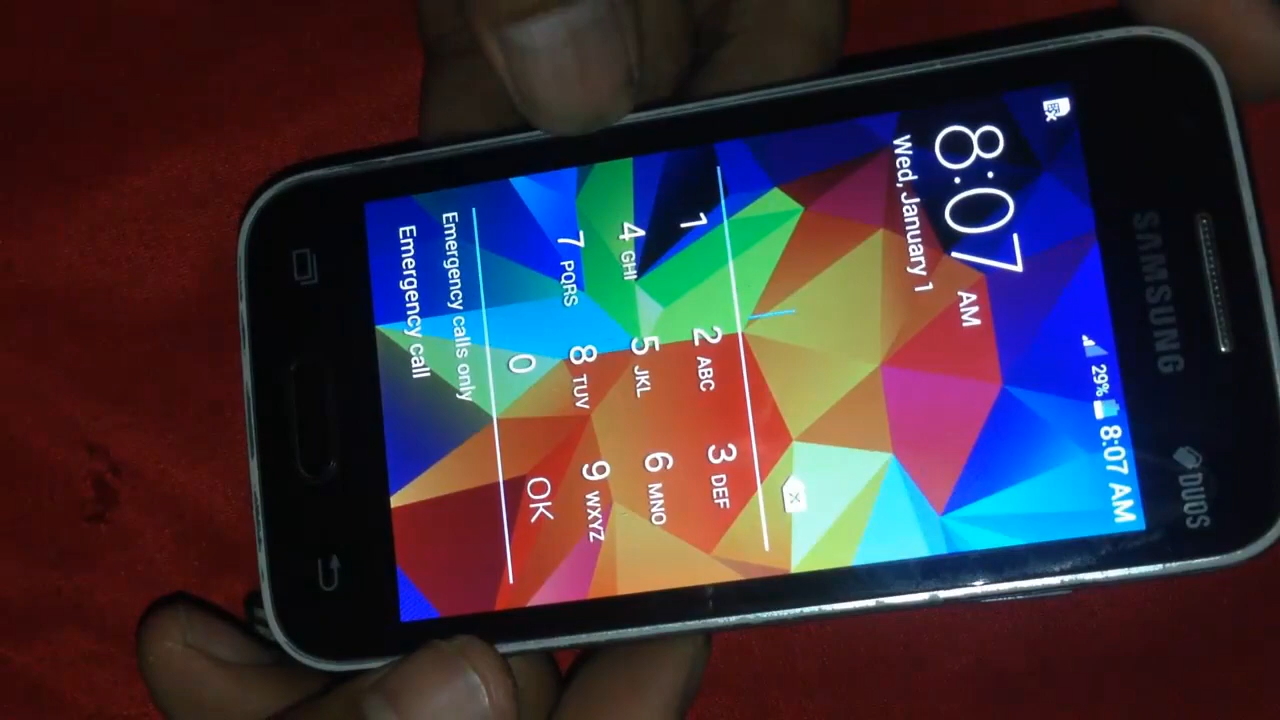 SAMSUNG
DUOS
29% 8:07 AM
8:07 AM
Wed, January 1
1 2 ABC 3 DEF
4 GHI 5 JKL 6 MNO
7 PQRS 8 TUV 9 WXYZ
0 OK
Emergency calls only
Emergency call